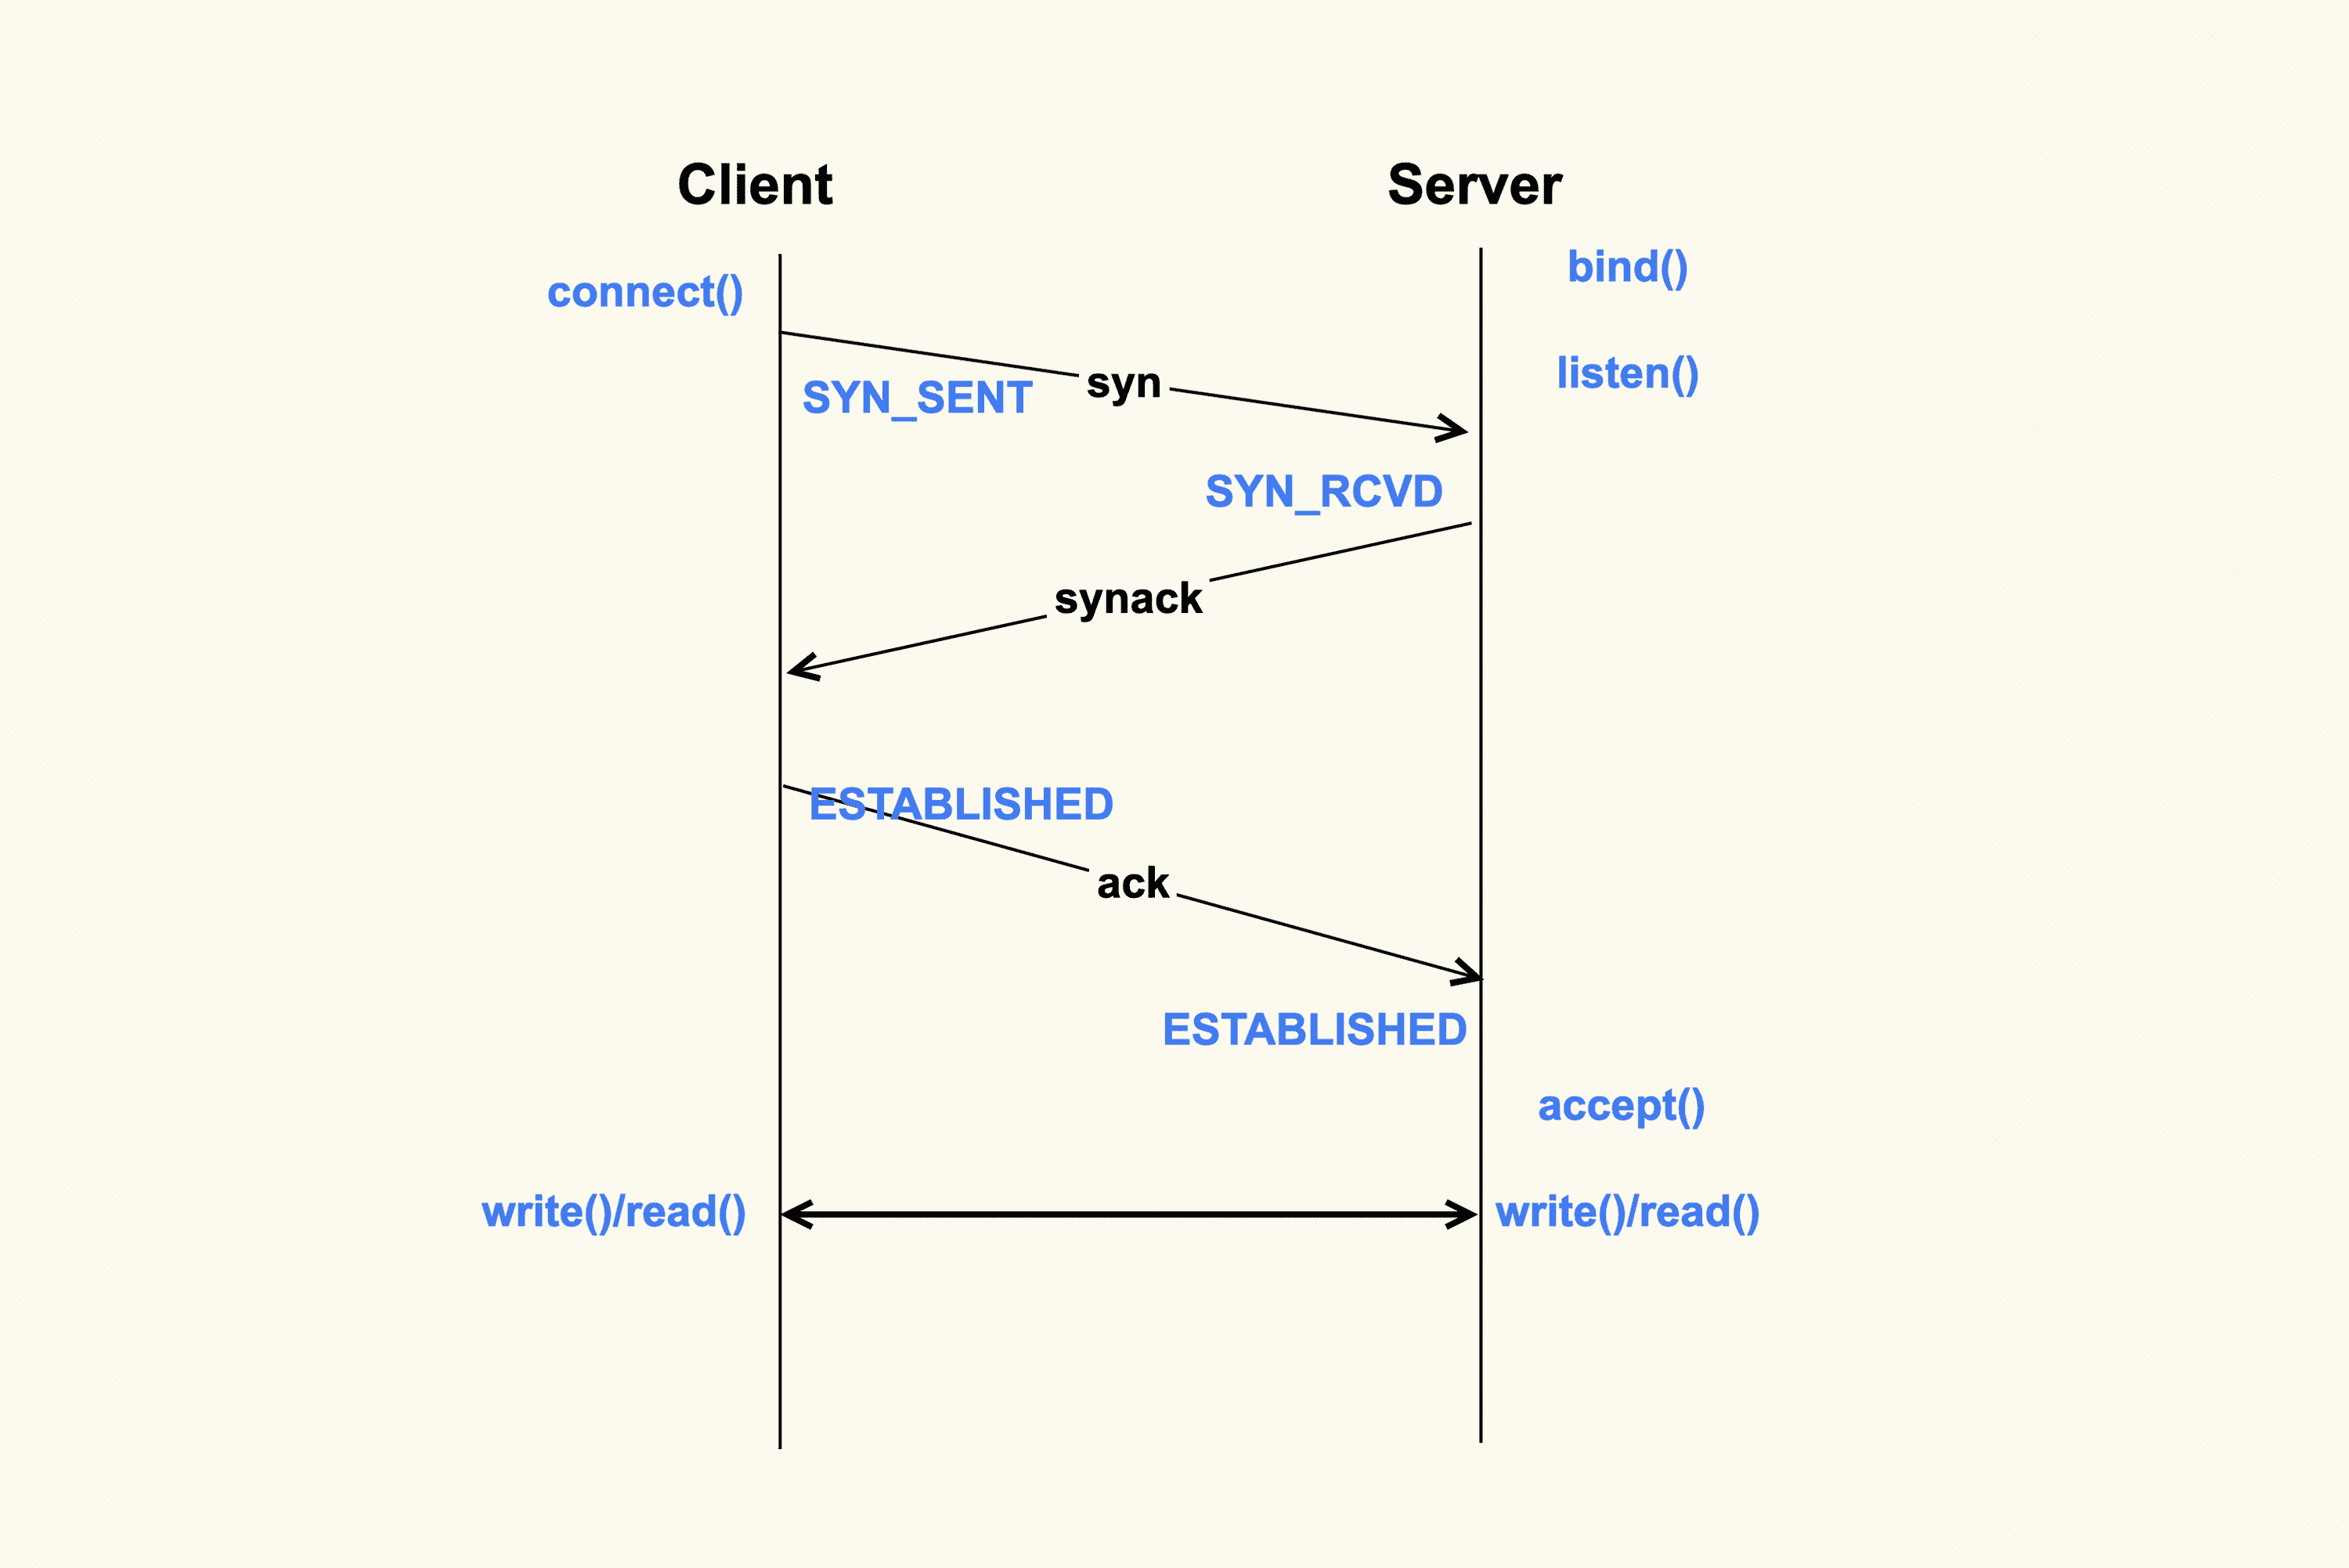 Client
Server
bind()
connect()
listen()
syn
SYN_SENT
SYN_RCVD
synack
ESTABLISHED
ack
ESTABLISHED
accept()
write()/read()
write()/read()